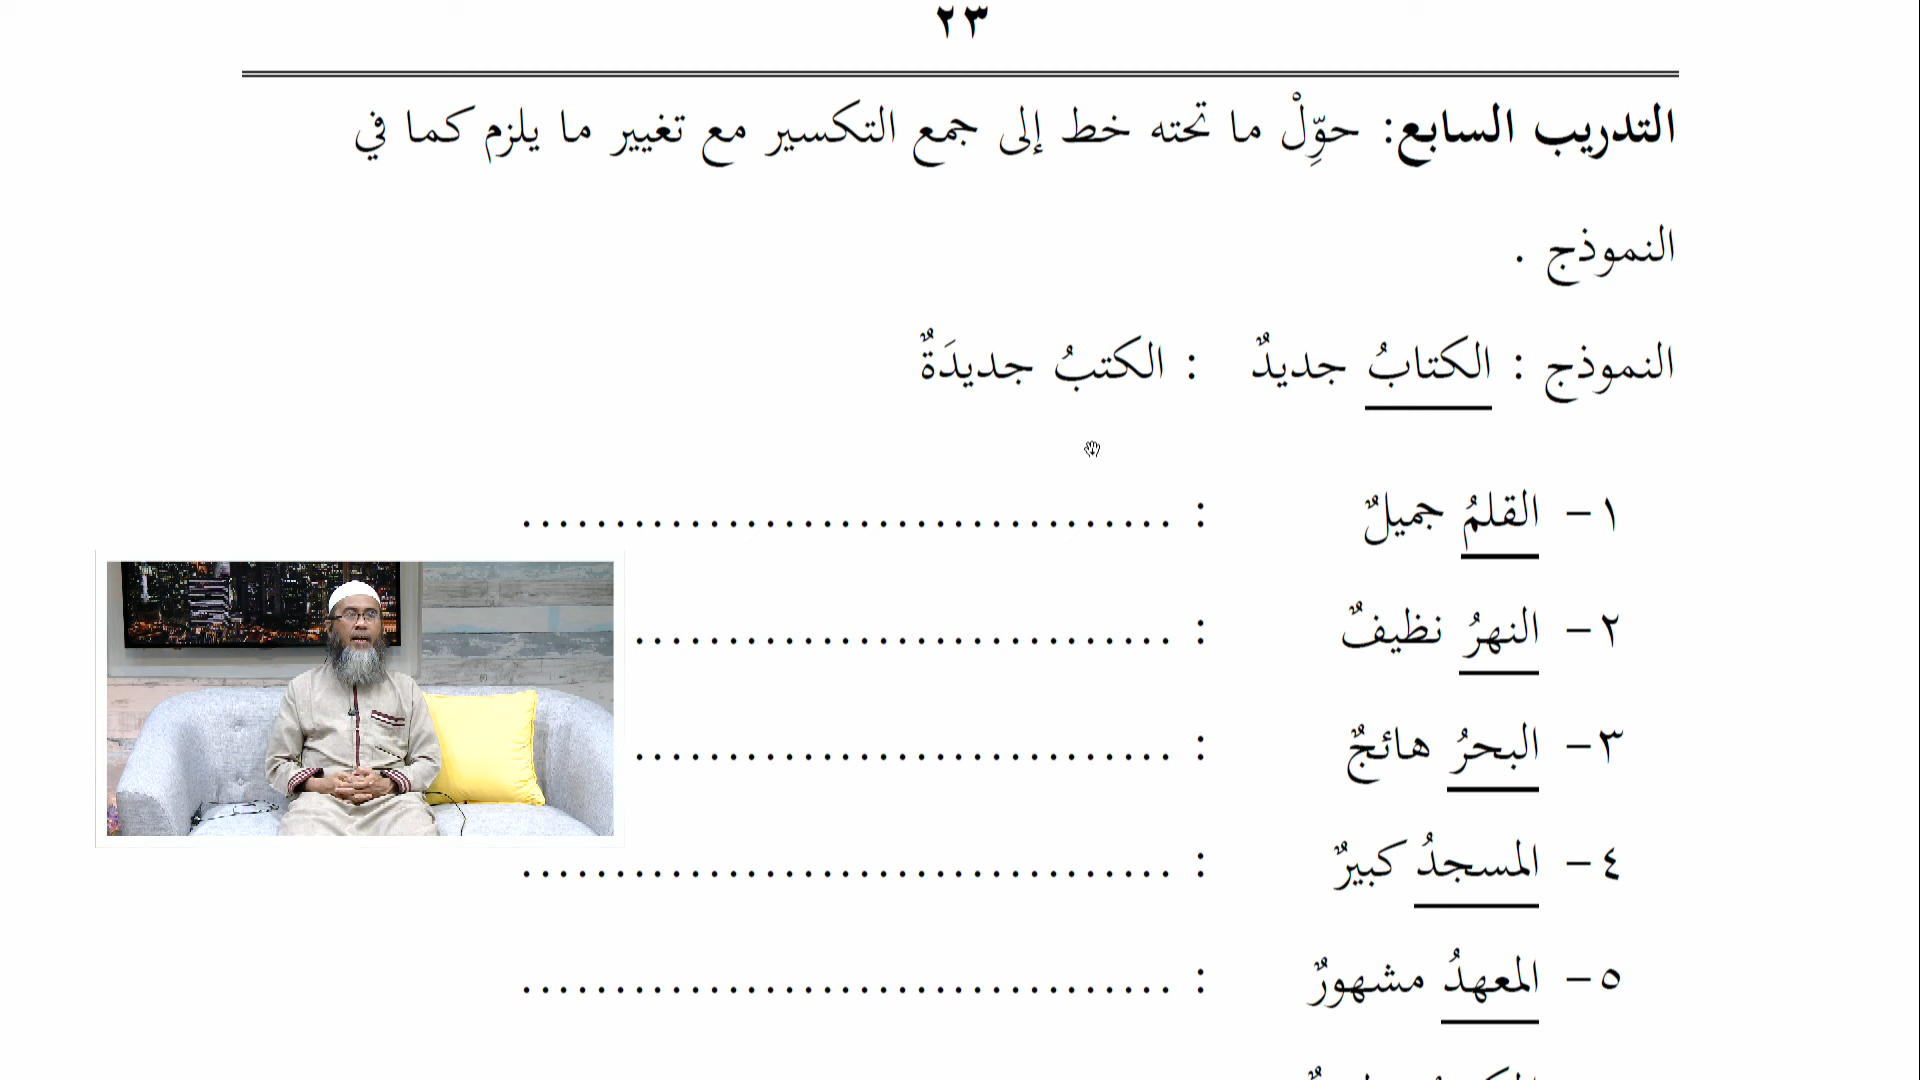 ٢٣
التدريب السابع: حوِّلْ ما تحته خط إلى جمع التكسير مع تغيير ما يلزم كما في
النموذج .
النموذج : الكتابُ جديدٌ : الكتبُ جديدَةٌ
١- القلمُ جميلٌ : ...................................
٢- النهرُ نظيفٌ : .............................
٣- البحرُ هائجٌ : .............................
٤- المسجدُ كبيرٌ : ...................................
٥- المعهدُ مشهورٌ : ...................................